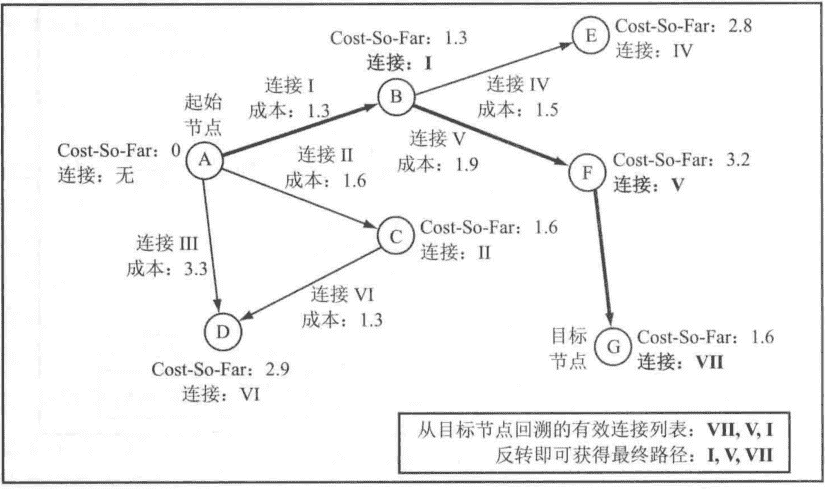 Cost-So-Far：1.3
连接：I
E
Cost-So-Far：2.8
连接：IV
连接 I
成本：1.3
B
连接 IV
成本：1.5
起始
节点
Cost-So-Far：0
连接：无
A
连接 II
成本：1.6
连接 V
成本：1.9
F
Cost-So-Far：3.2
连接：V
连接 III
成本：3.3
C
Cost-So-Far：1.6
连接：II
连接 VI
成本：1.3
D
Cost-So-Far：2.9
连接：VI
目标
节点
G
Cost-So-Far：1.6
连接：VII
从目标节点回溯的有效连接列表：VII, V, I
反转即可获得最终路径：I, V, VII